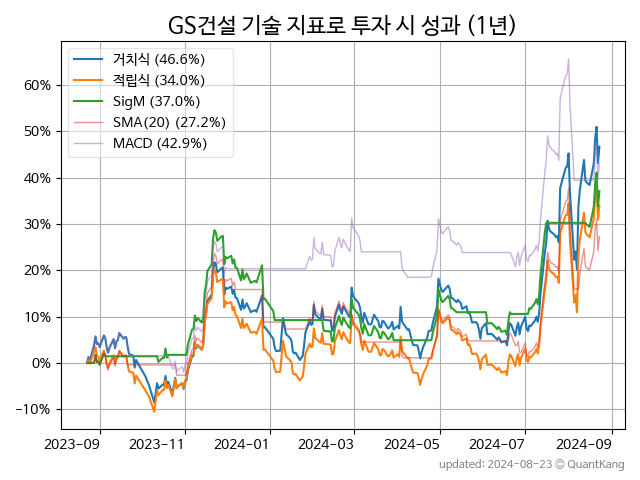 GS건설 기술 지표로 투자 시 성과 (1년)
거치식 (46.6%)
적립식 (34.0%)
SigM (37.0%)
SMA(20) (27.2%)
MACD (42.9%)
60%
50%
40%
30%
20%
10%
0%
−10%
2023-09 2023-11 2024-01 2024-03 2024-05 2024-07 2024-09
updated: 2024-08-23 ⓒ QuantKang